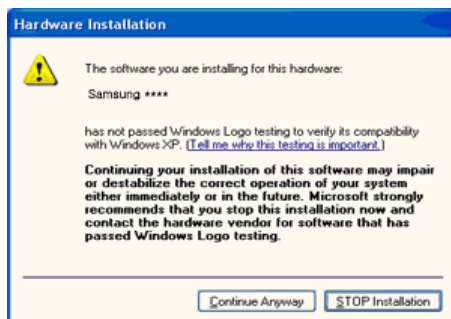 Hardware Installation
The software you are installing for this hardware:
Samsung ****
has not passed Windows Logo testing to verify its compatibility
with Windows XP. (Tell me why this testing is important.)
Continuing your installation of this software may impair
or destabilize the correct operation of your system
either immediately or in the future. Microsoft strongly
recommends that you stop this installation now and
contact the hardware vendor for software that has
passed Windows Logo testing.
Continue Anyway STOP Installation